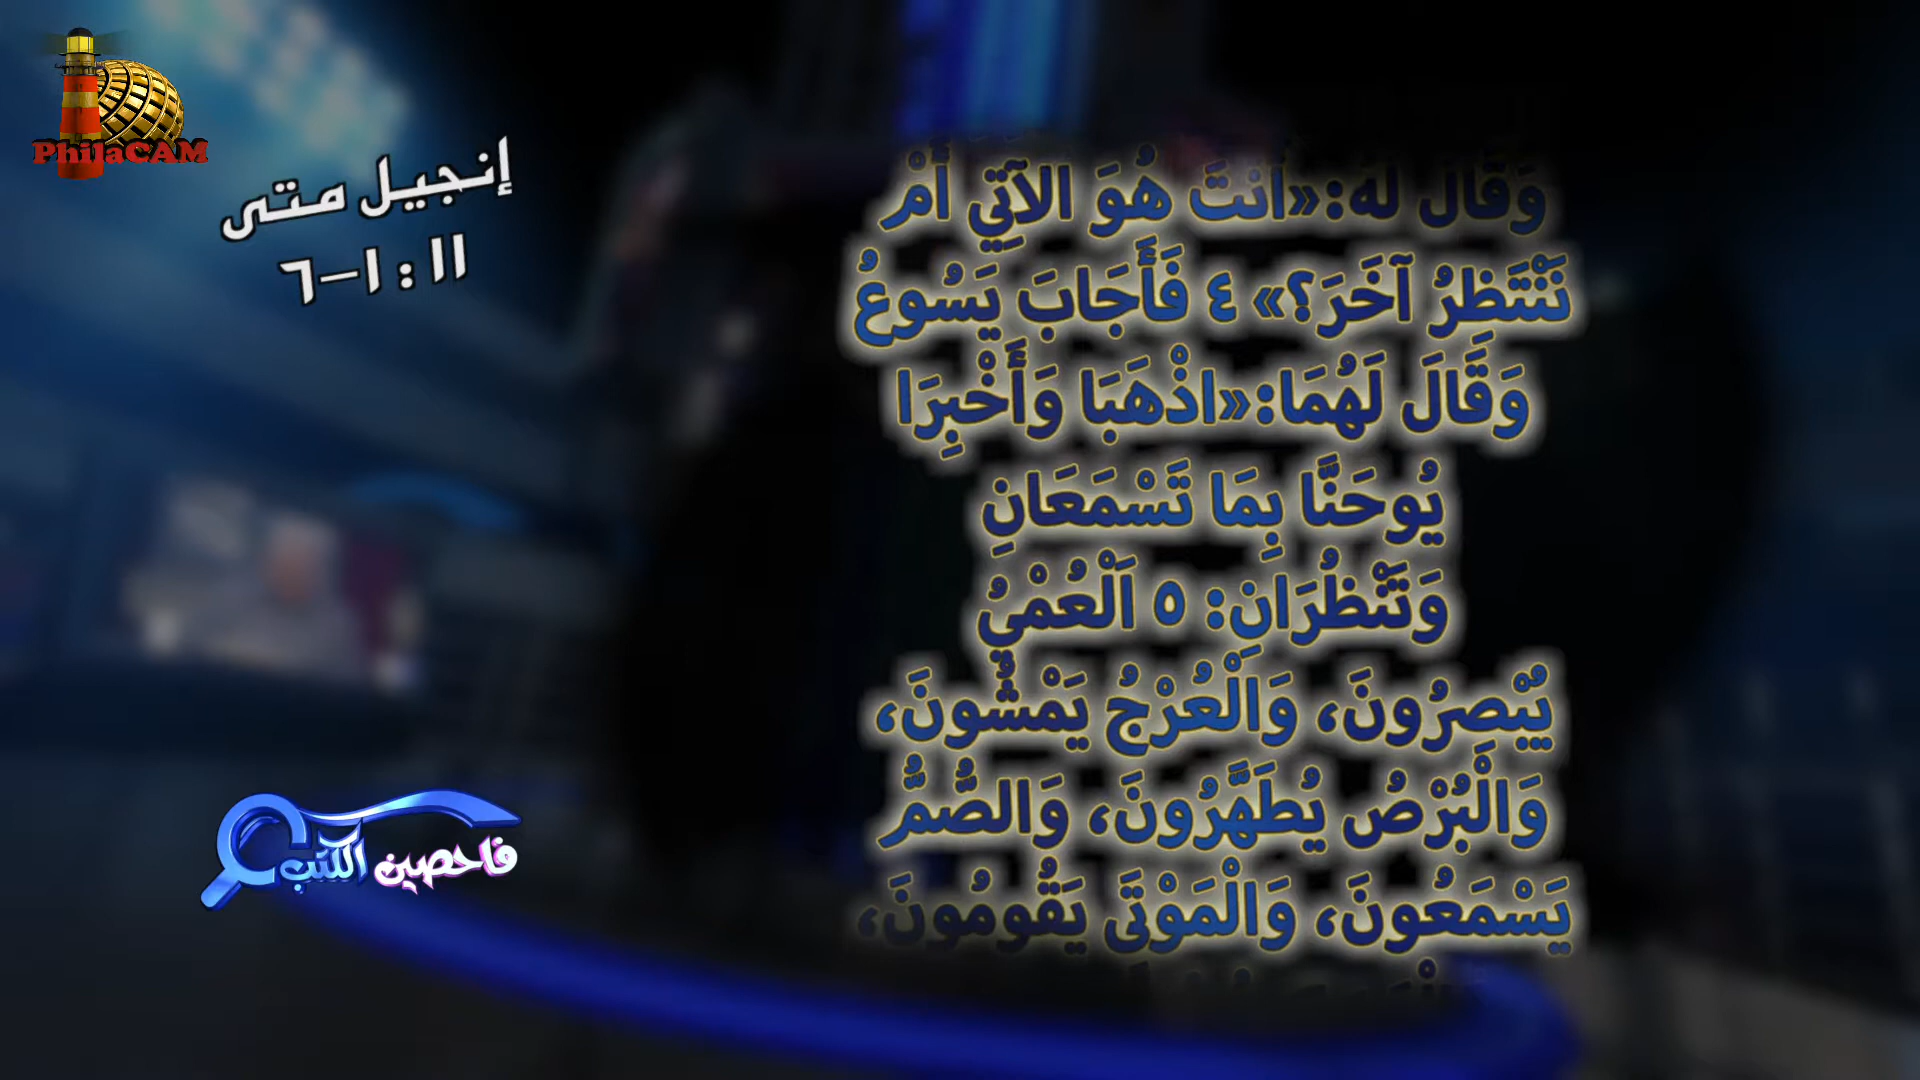 PhilaCAM
إنجيل متى
١١ : ١-٦
وَقَالَ لَهُ:«أَنْتَ هُوَ الآتِي أَمْ
نَنْتَظِرُ آخَرَ؟» ٤ فَأَجَابَ يَسُوعُ
وَقَالَ لَهُمَا:«اذْهَبَا وَأَخْبِرَا
يُوحَنَّا بِمَا تَسْمَعَانِ
وَتَنْظُرَانِ: ٥ اَلْعُمْيُ
يُبْصِرُونَ، وَالْعُرْجُ يَمْشُونَ،
وَالْبُرْصُ يُطَهَّرُونَ، وَالصُّمُّ
يَسْمَعُونَ، وَالْمَوْتَى يَقُومُونَ،
فاحصين الكتب